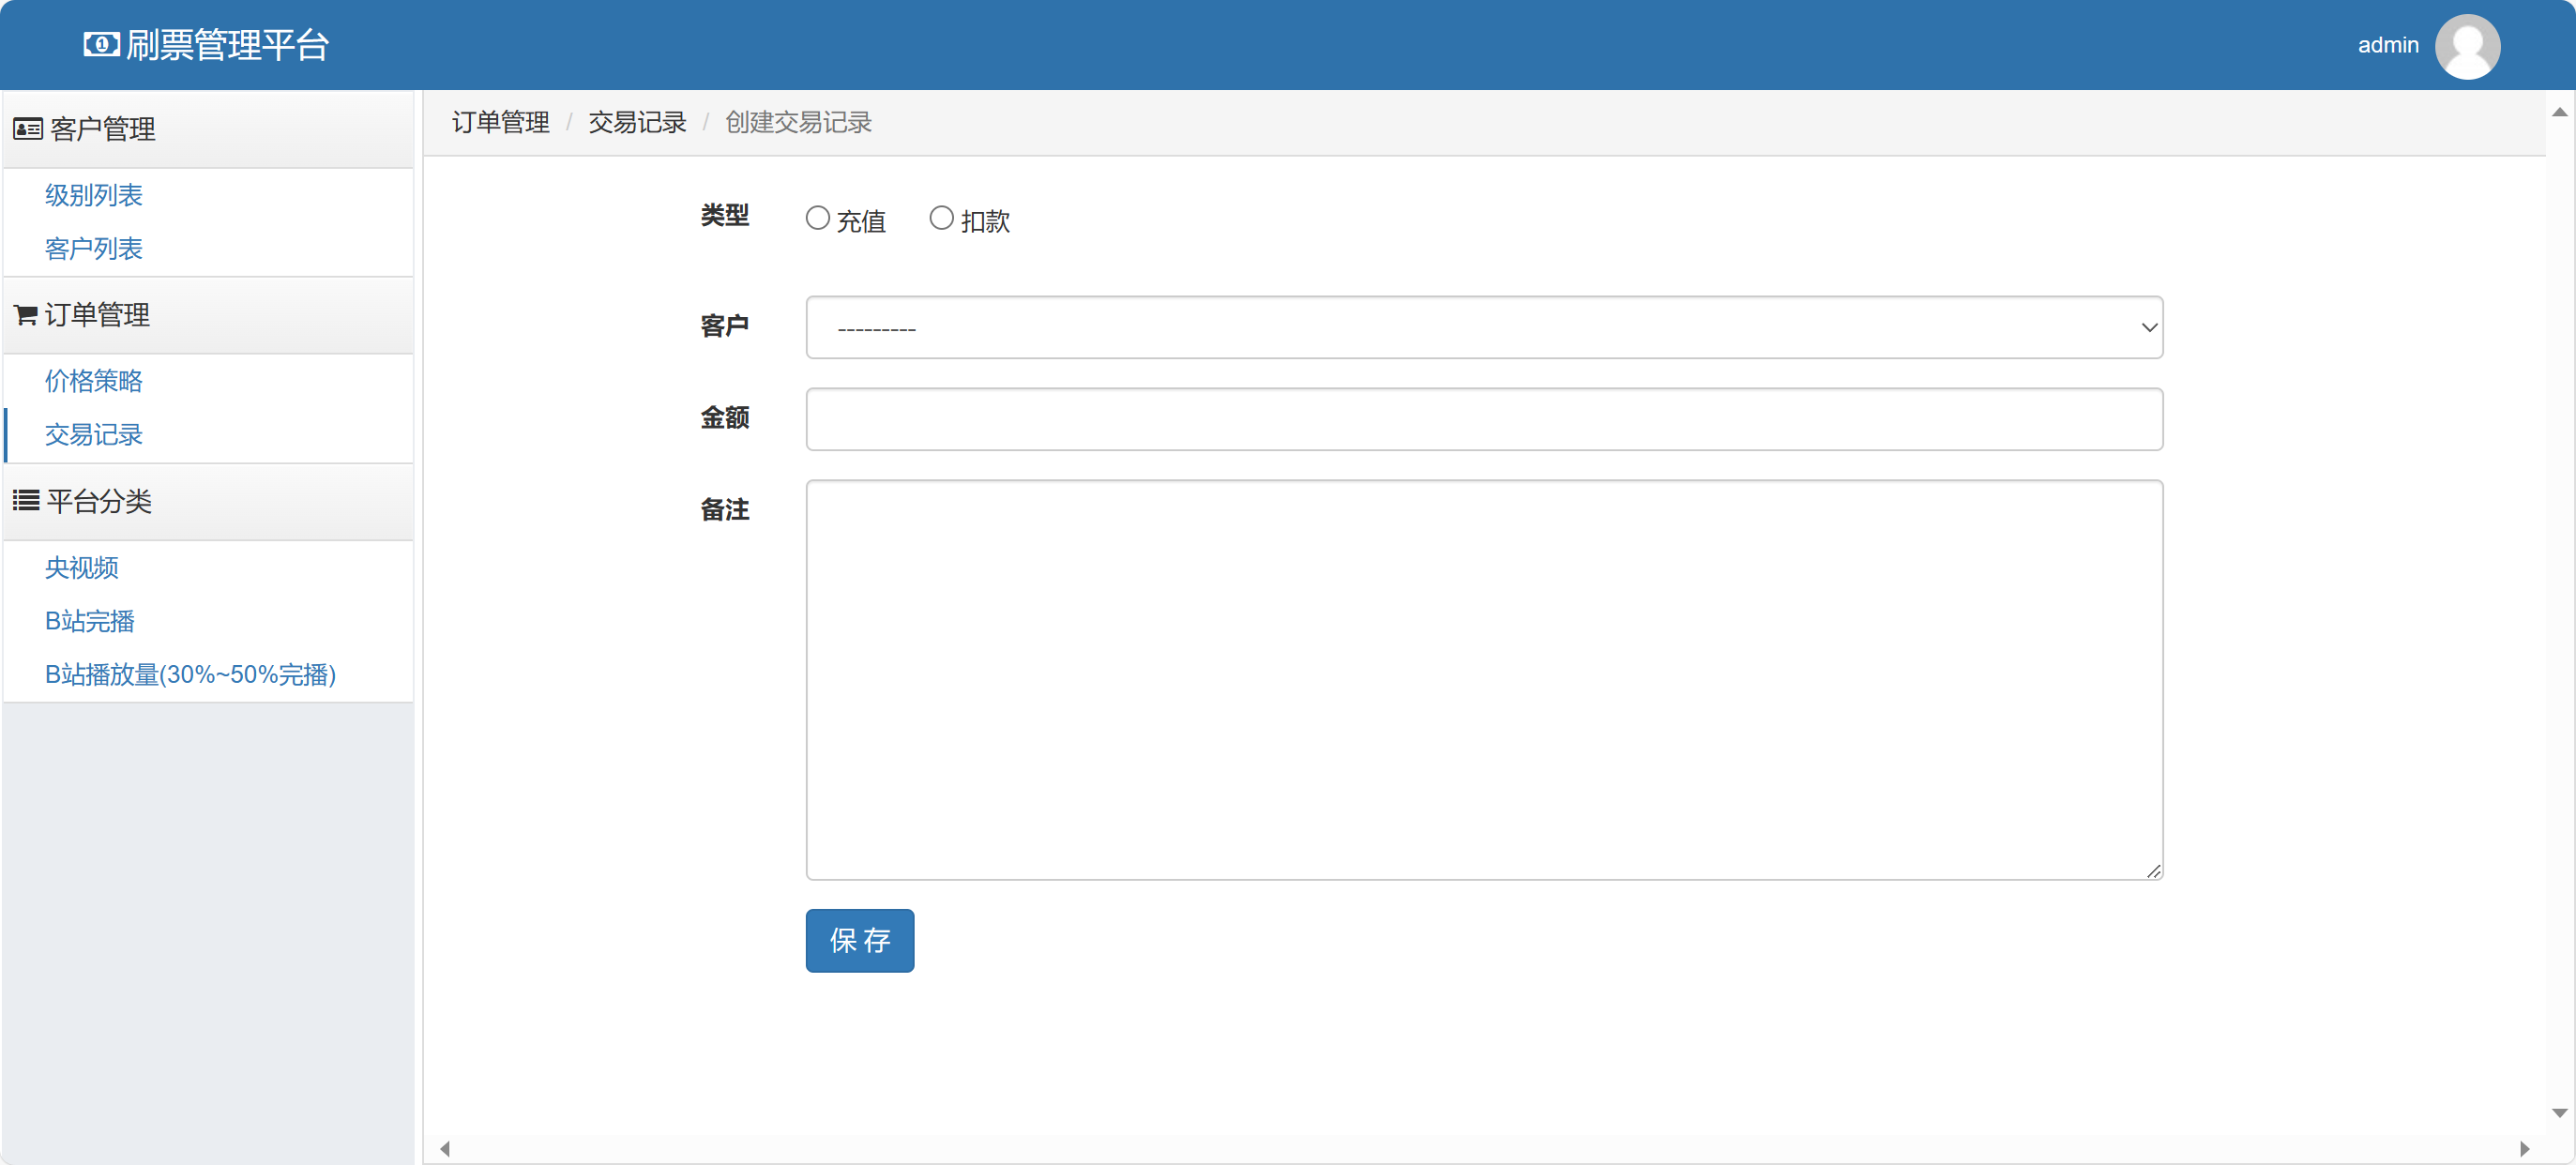 刷票管理平台
admin
客户管理
级别列表
客户列表
订单管理
价格策略
交易记录
平台分类
央视频
B站完播
B站播放量(30%~50%完播)
订单管理 / 交易记录 / 创建交易记录
类型 充值 扣款
客户 ---------
金额
备注
保 存